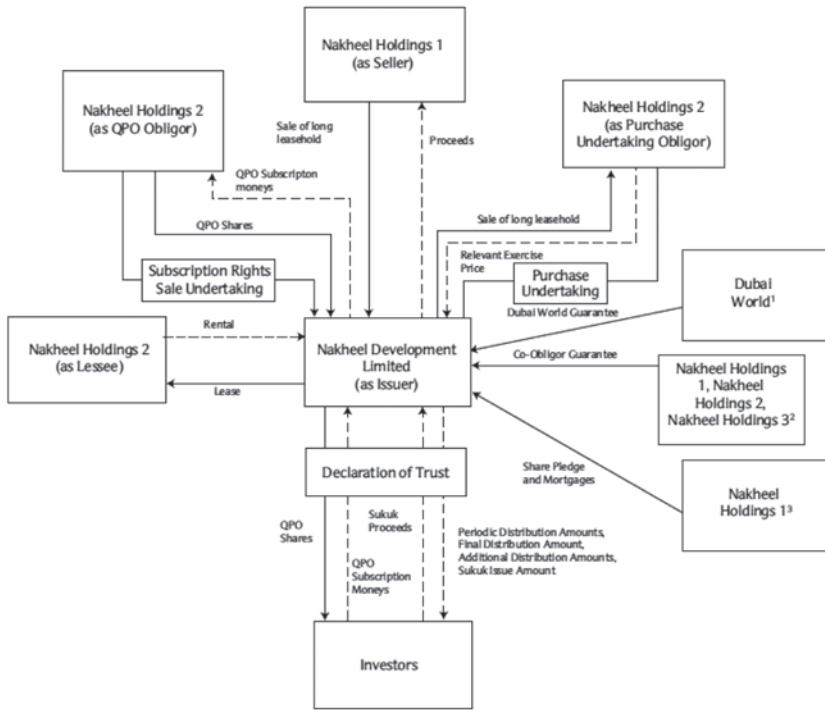 Nakheel Holdings 1
(as Seller)
Nakheel Holdings 2
(as QPO Obligor)
Nakheel Holdings 2
(as Purchase
Undertaking Obligor)
Sale of long
leasehold
Proceeds
QPO Subscripton
moneys
QPO Shares
Sale of long leasehold
Subscription Rights
Sale Undertaking
Relevant Exercise
Price
Purchase
Undertaking
Dubai World Guarantee
Dubai
World¹
Rental
Nakheel Holdings 2
(as Lessee)
Lease
Nakheel Development
Limited
(as Issuer)
Co-Obligor Guarantee
Nakheel Holdings
1, Nakheel
Holdings 2,
Nakheel Holdings 3²
Share Pledge
and Mortgages
Nakheel
Holdings 1³
Declaration of Trust
QPO
Shares
Sukuk
Proceeds
QPO
Subscription
Moneys
Periodic Distribution Amounts,
Final Distribution Amount,
Additional Distribution Amounts,
Sukuk Issue Amount
Investors